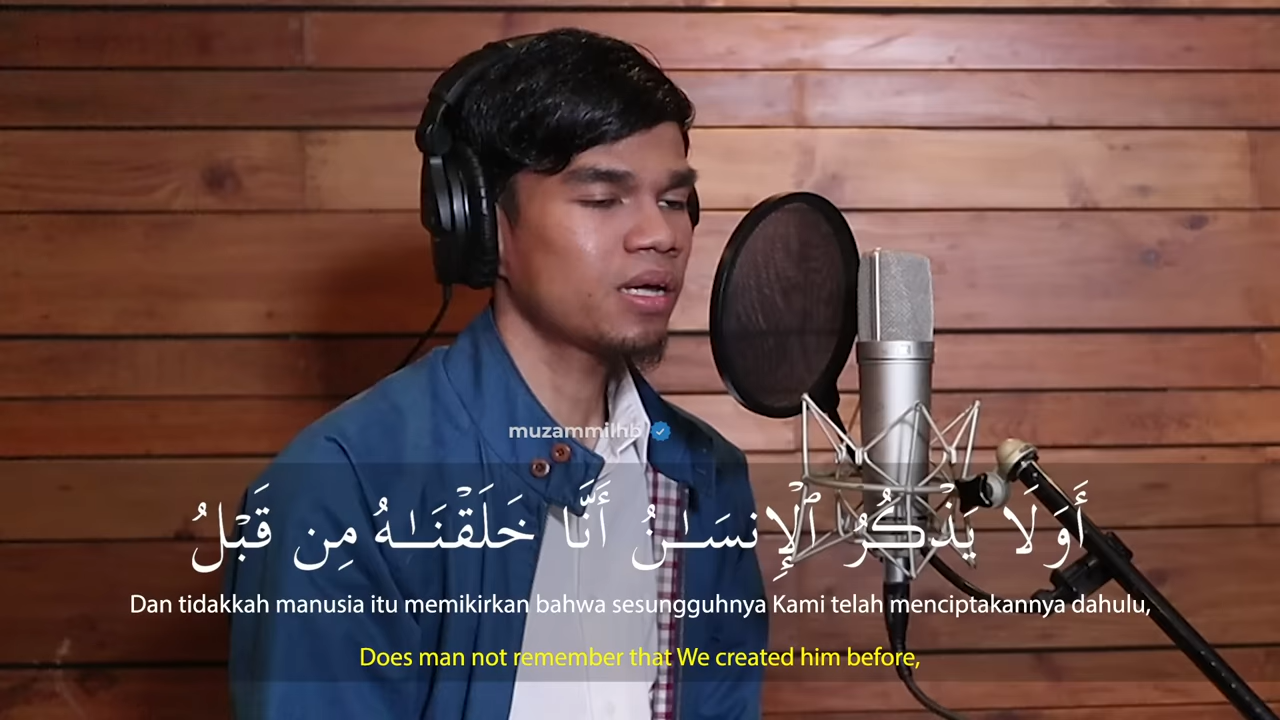 muzammilhb
أَوَلَا يَذْكُرُ ٱلْإِنسَـٰنُ أَنَّا خَلَقْنَـٰهُ مِن قَبْلُ
Dan tidakkah manusia itu memikirkan bahwa sesungguhnya Kami telah menciptakannya dahulu,
Does man not remember that We created him before,